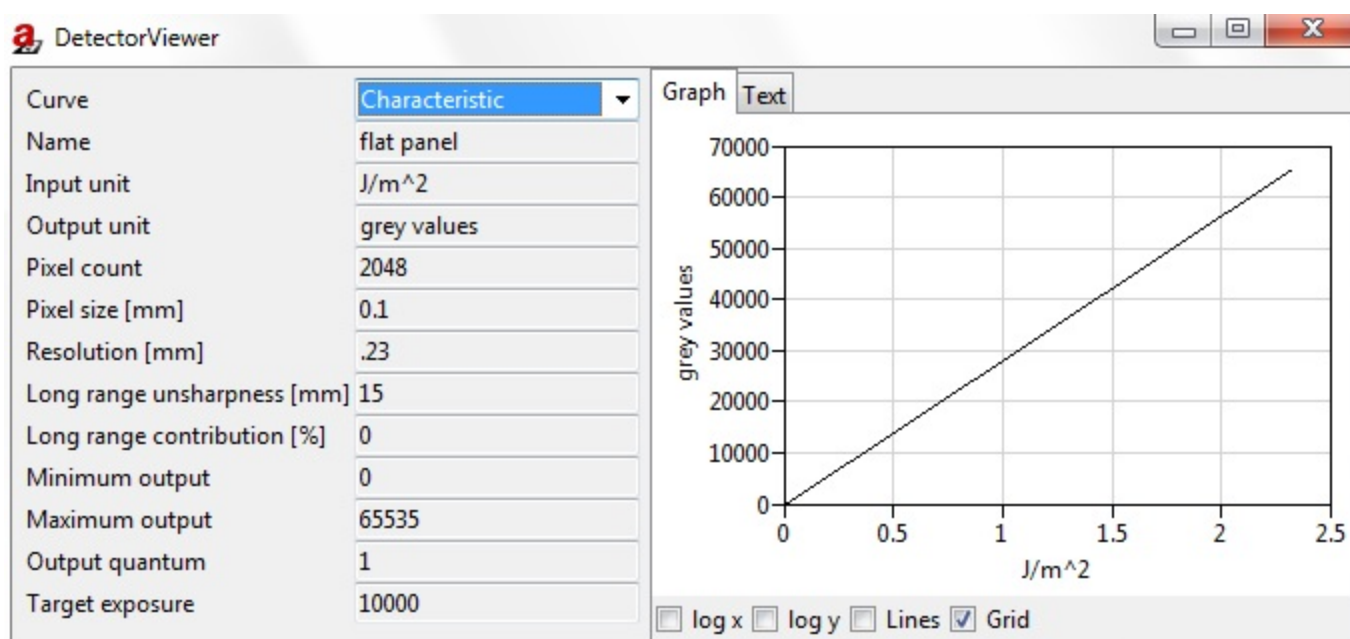 DetectorViewer
Curve Characteristic
Name flat panel
Input unit J/m^2
Output unit grey values
Pixel count 2048
Pixel size [mm] 0.1
Resolution [mm] .23
Long range unsharpness [mm] 15
Long range contribution [%] 0
Minimum output 0
Maximum output 65535
Output quantum 1
Target exposure 10000
Graph Text
70000
60000
50000
40000
30000
20000
10000
0
grey values
0 0.5 1 1.5 2 2.5
J/m^2
log x log y Lines Grid